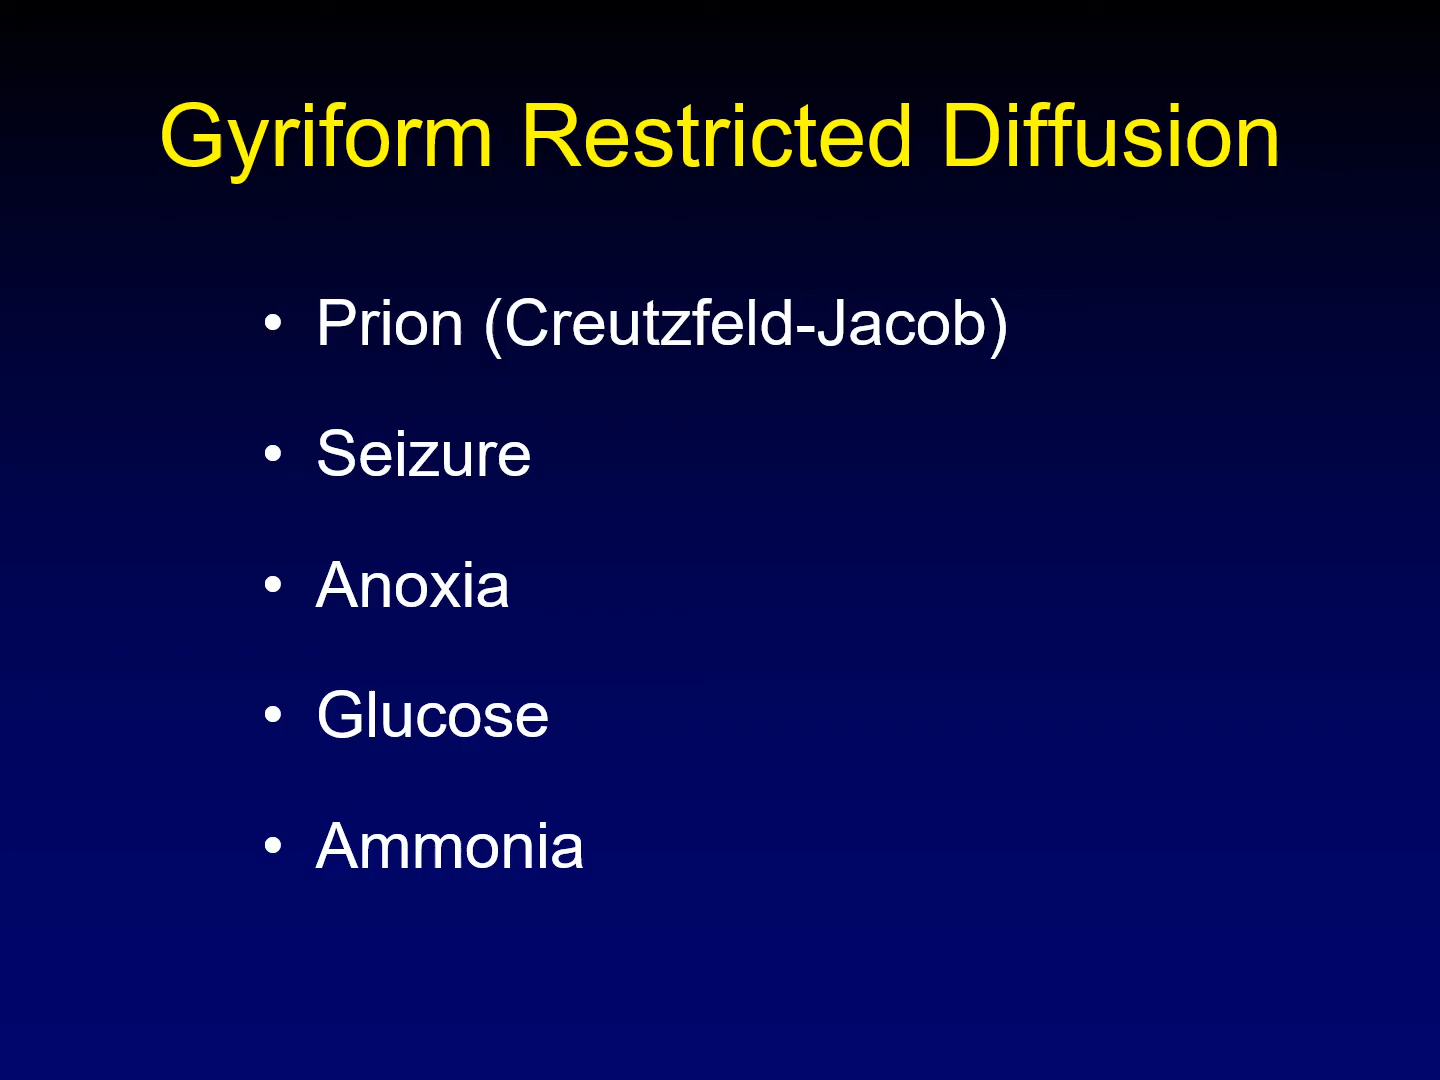 Gyriform Restricted Diffusion
• Prion (Creutzfeld-Jacob)
• Seizure
• Anoxia
• Glucose
• Ammonia